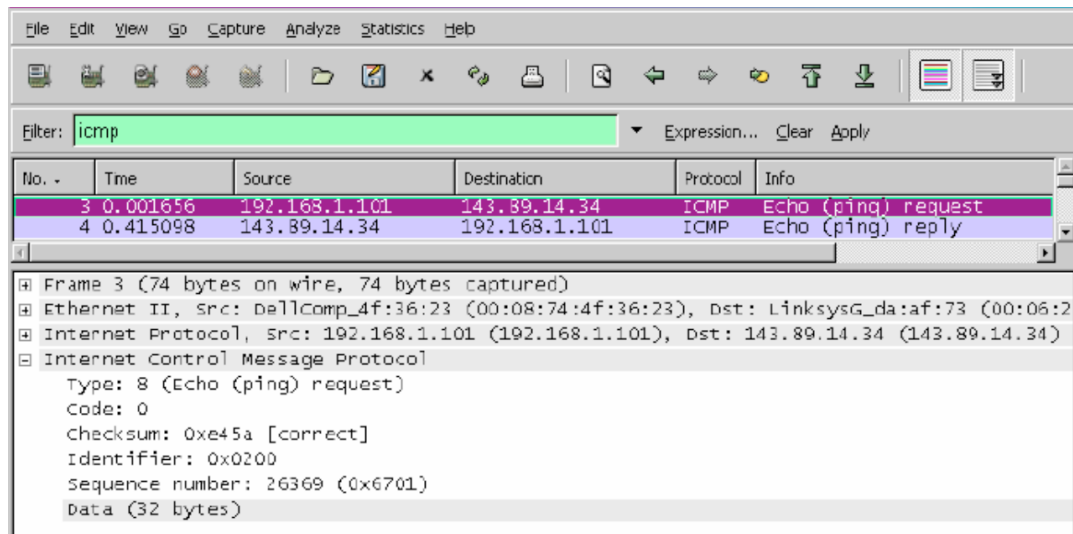 File Edit View Go Capture Analyze Statistics Help
Filter: icmp Expression... Clear Apply
No. Time Source Destination Protocol Info
3 0.001656 192.168.1.101 143.89.14.34 ICMP Echo (ping) request
4 0.415098 143.89.14.34 192.168.1.101 ICMP Echo (ping) reply
Frame 3 (74 bytes on wire, 74 bytes captured)
Ethernet II, Src: DellComp_4f:36:23 (00:08:74:4f:36:23), Dst: LinksysG_da:af:73 (00:06:2
Internet Protocol, Src: 192.168.1.101 (192.168.1.101), Dst: 143.89.14.34 (143.89.14.34)
Internet Control Message Protocol
Type: 8 (Echo (ping) request)
Code: 0
Checksum: 0xe45a [correct]
Identifier: 0x0200
Sequence number: 26369 (0x6701)
Data (32 bytes)